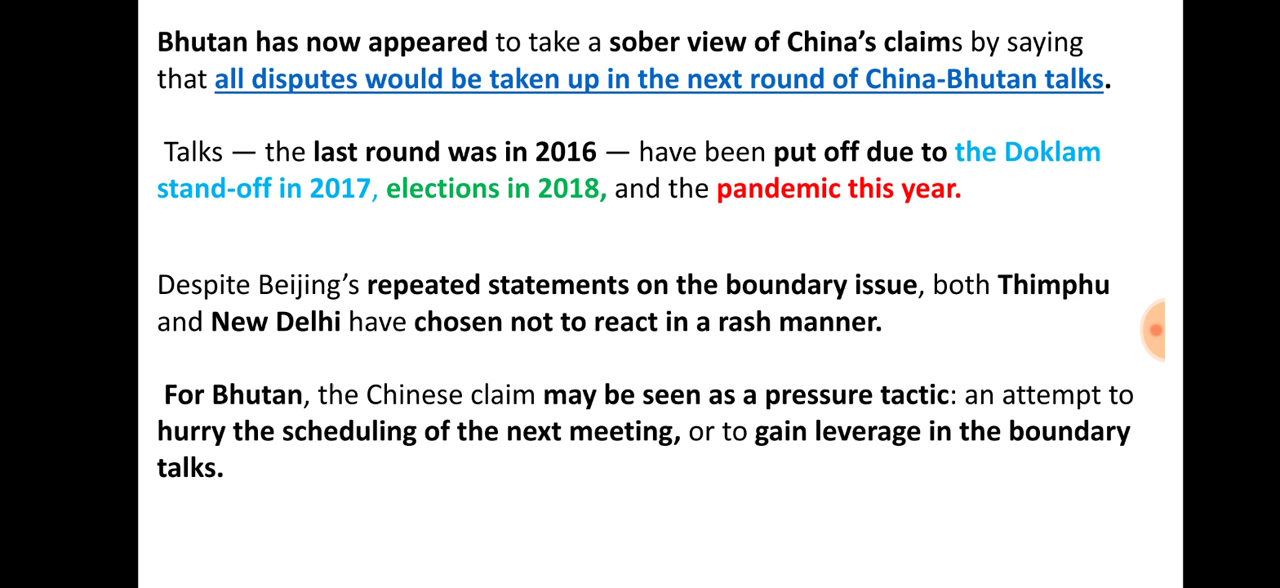 Bhutan has now appeared to take a sober view of China’s claims by saying
that all disputes would be taken up in the next round of China-Bhutan talks.
Talks — the last round was in 2016 — have been put off due to the Doklam
stand-off in 2017, elections in 2018, and the pandemic this year.
Despite Beijing’s repeated statements on the boundary issue, both Thimphu
and New Delhi have chosen not to react in a rash manner.
For Bhutan, the Chinese claim may be seen as a pressure tactic: an attempt to
hurry the scheduling of the next meeting, or to gain leverage in the boundary
talks.